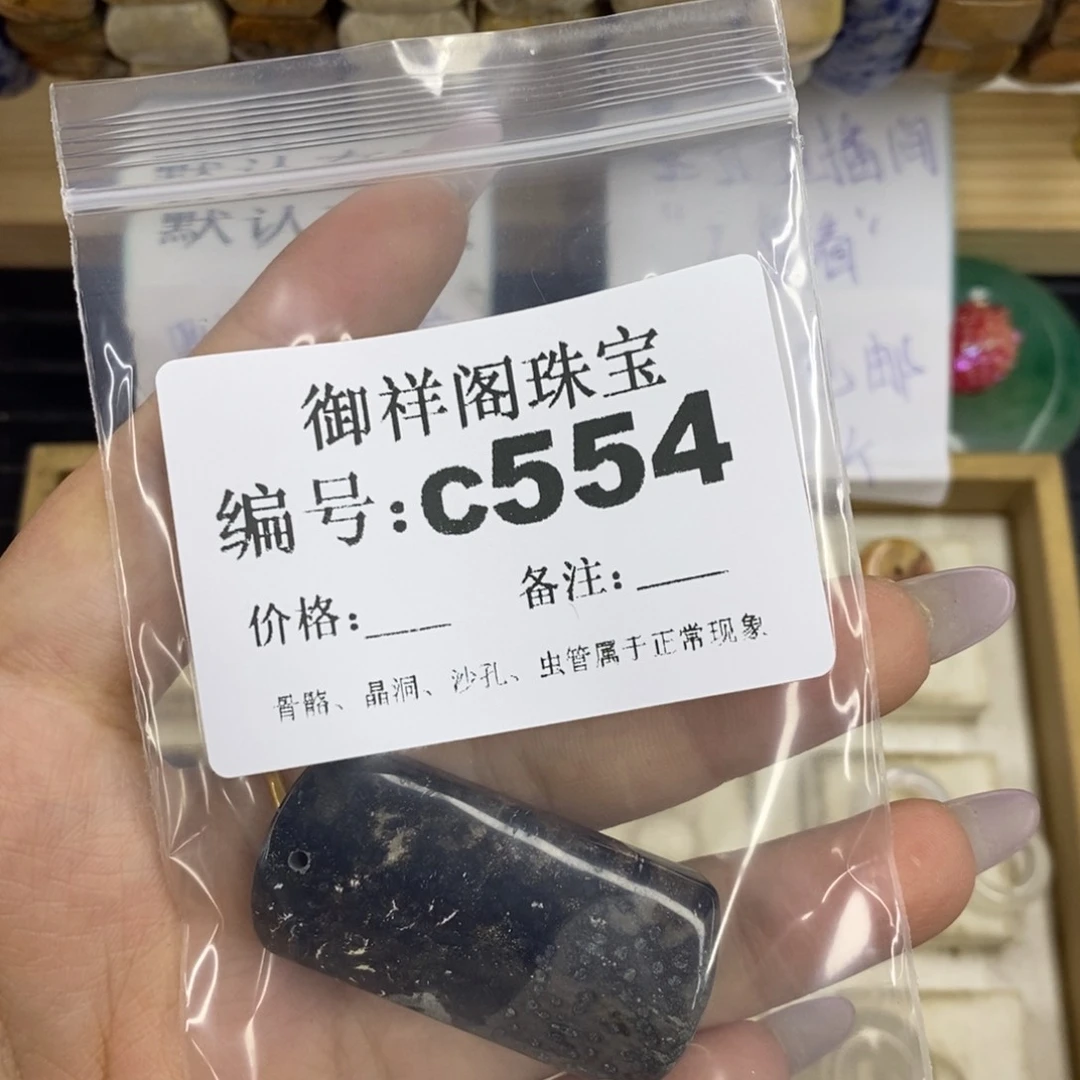 默认
御祥阁珠宝
编号:c554
价格:___ 备注:____
骨骼、晶洞、沙孔、虫管属于正常现象